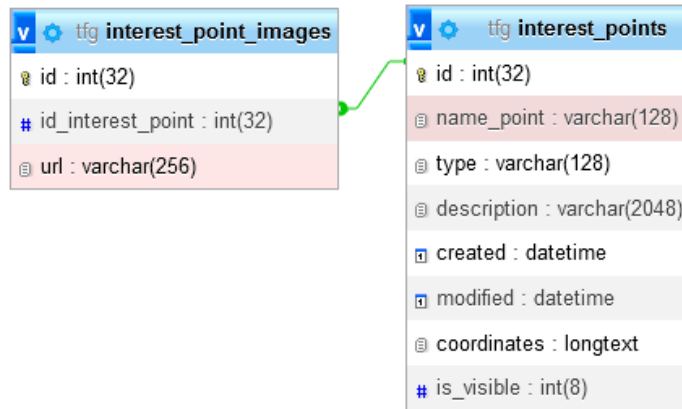 v tfg interest_point_images
id : int(32)
# id_interest_point : int(32)
url : varchar(256)
v tfg interest_points
id : int(32)
name_point : varchar(128)
type : varchar(128)
description : varchar(2048)
created : datetime
modified : datetime
coordinates : longtext
# is_visible : int(8)